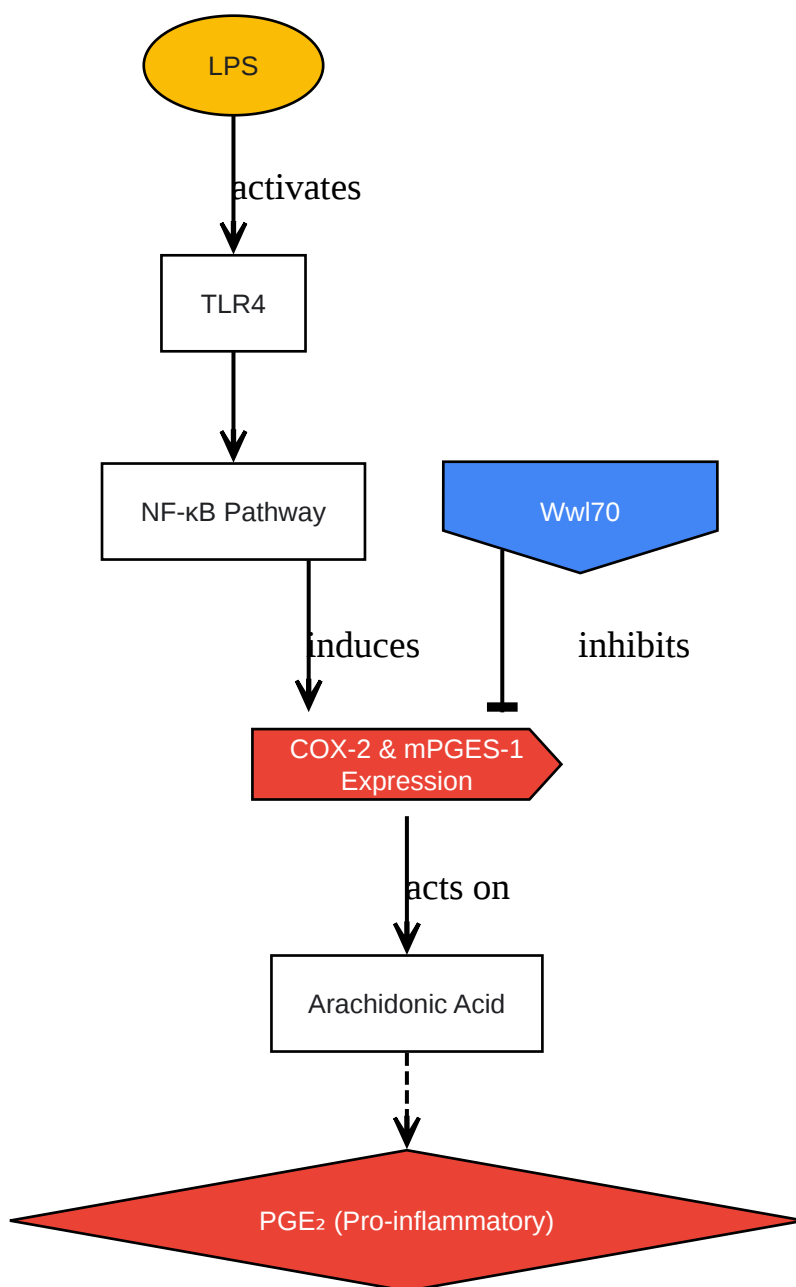 LPS
activates
TLR4
NF-κB Pathway
Wwl70
induces
inhibits
COX-2 & mPGES-1
Expression
acts on
Arachidonic Acid
PGE₂ (Pro-inflammatory)